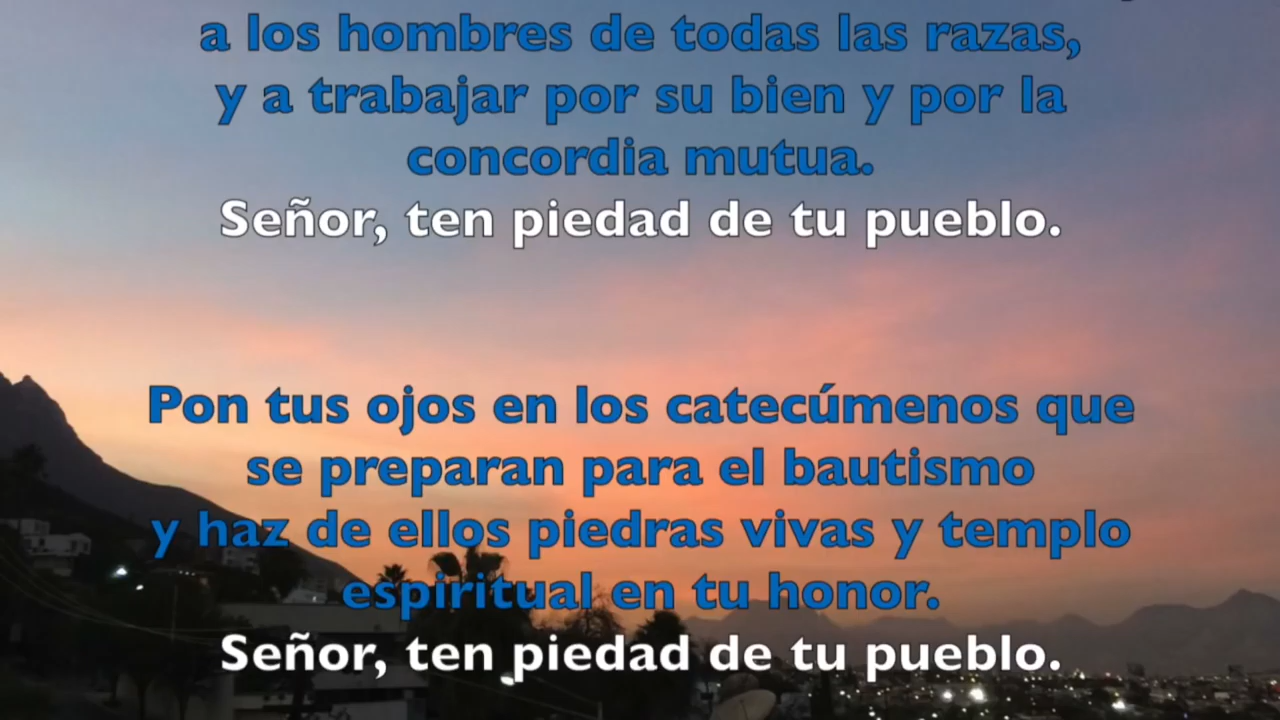 a los hombres de todas las razas,
y a trabajar por su bien y por la
concordia mutua.
Señor, ten piedad de tu pueblo.
Pon tus ojos en los catecúmenos que
se preparan para el bautismo
y haz de ellos piedras vivas y templo
espiritual en tu honor.
Señor, ten piedad de tu pueblo.